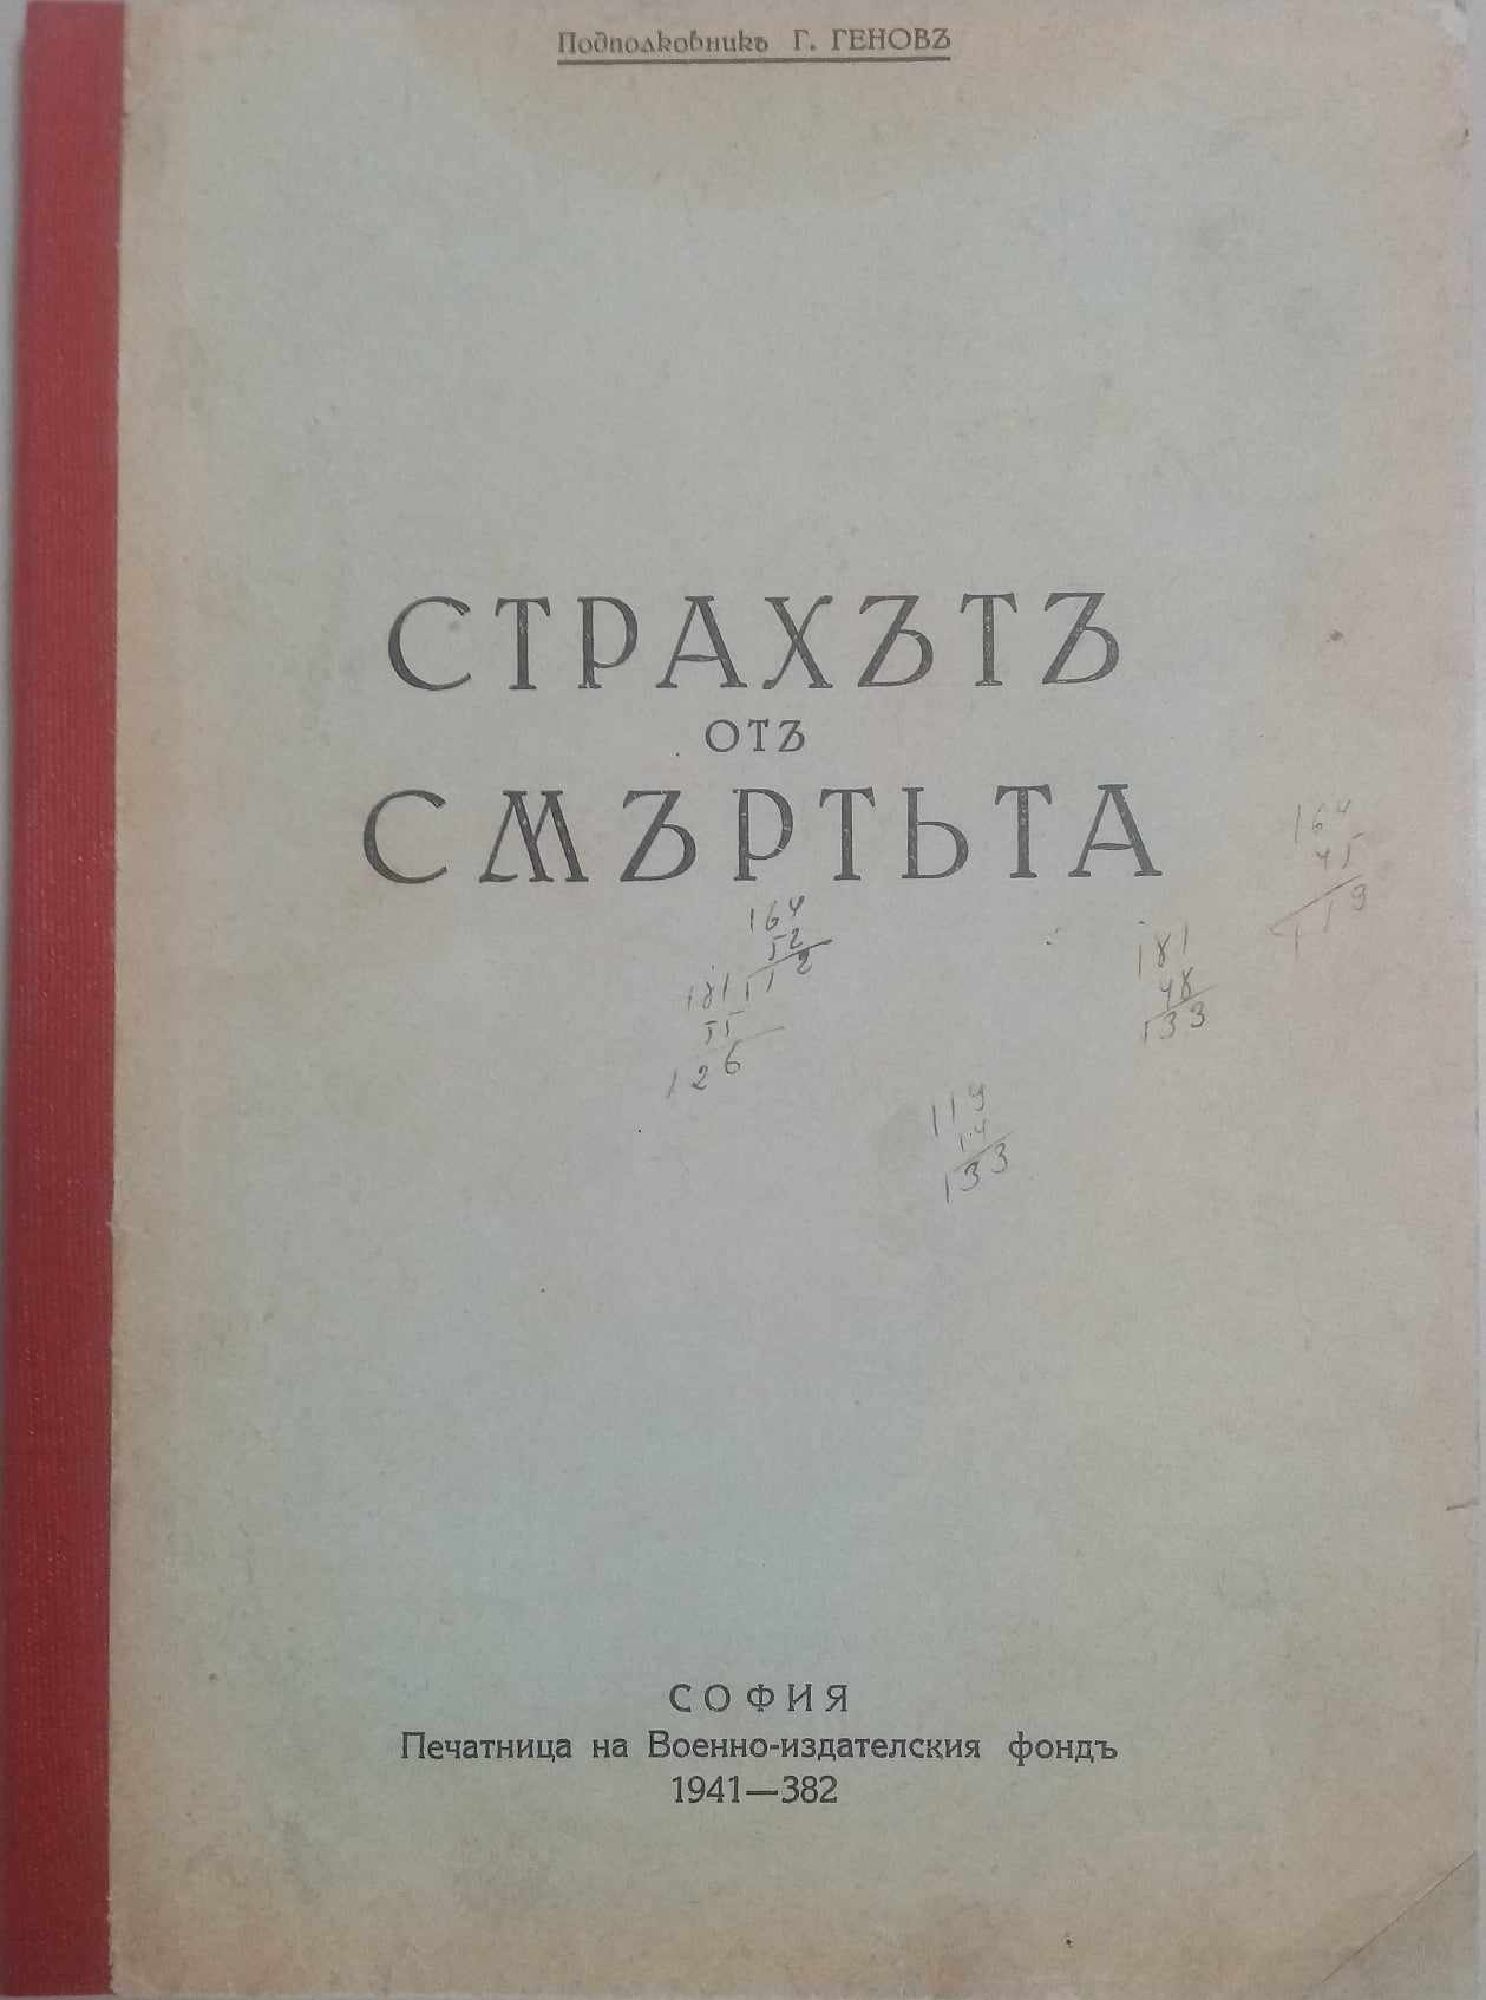 Подполковникъ Г. ГЕНОВЪ
СТРАХЪТЪ
ОТЪ
СМЪРТЬТА
164
45
119
164
52
112
181
48
133
181
55
126
119
14
133
СОФИЯ
Печатница на Военно-издателския фондъ
1941—382